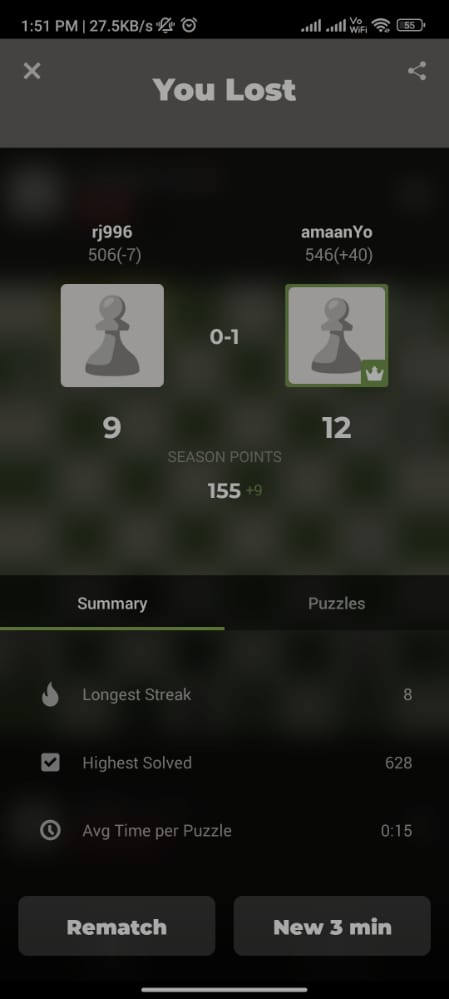 1:51 PM | 27.5KB/s
Vo
WiFi
55
You Lost
rj996
amaanYo
506(-7)
546(+40)
0-1
9
12
SEASON POINTS
155 +9
Summary
Puzzles
Longest Streak 8
Highest Solved 628
Avg Time per Puzzle 0:15
Rematch
New 3 min